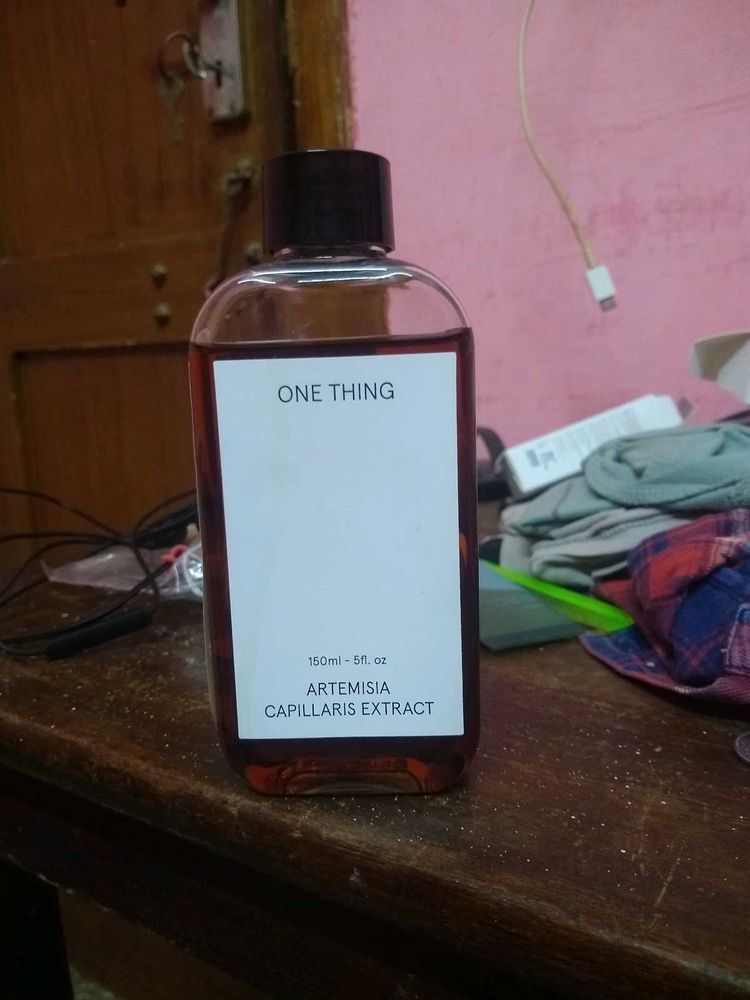 ONE THING
150ml - 5fl. oz
ARTEMISIA
CAPILLARIS EXTRACT